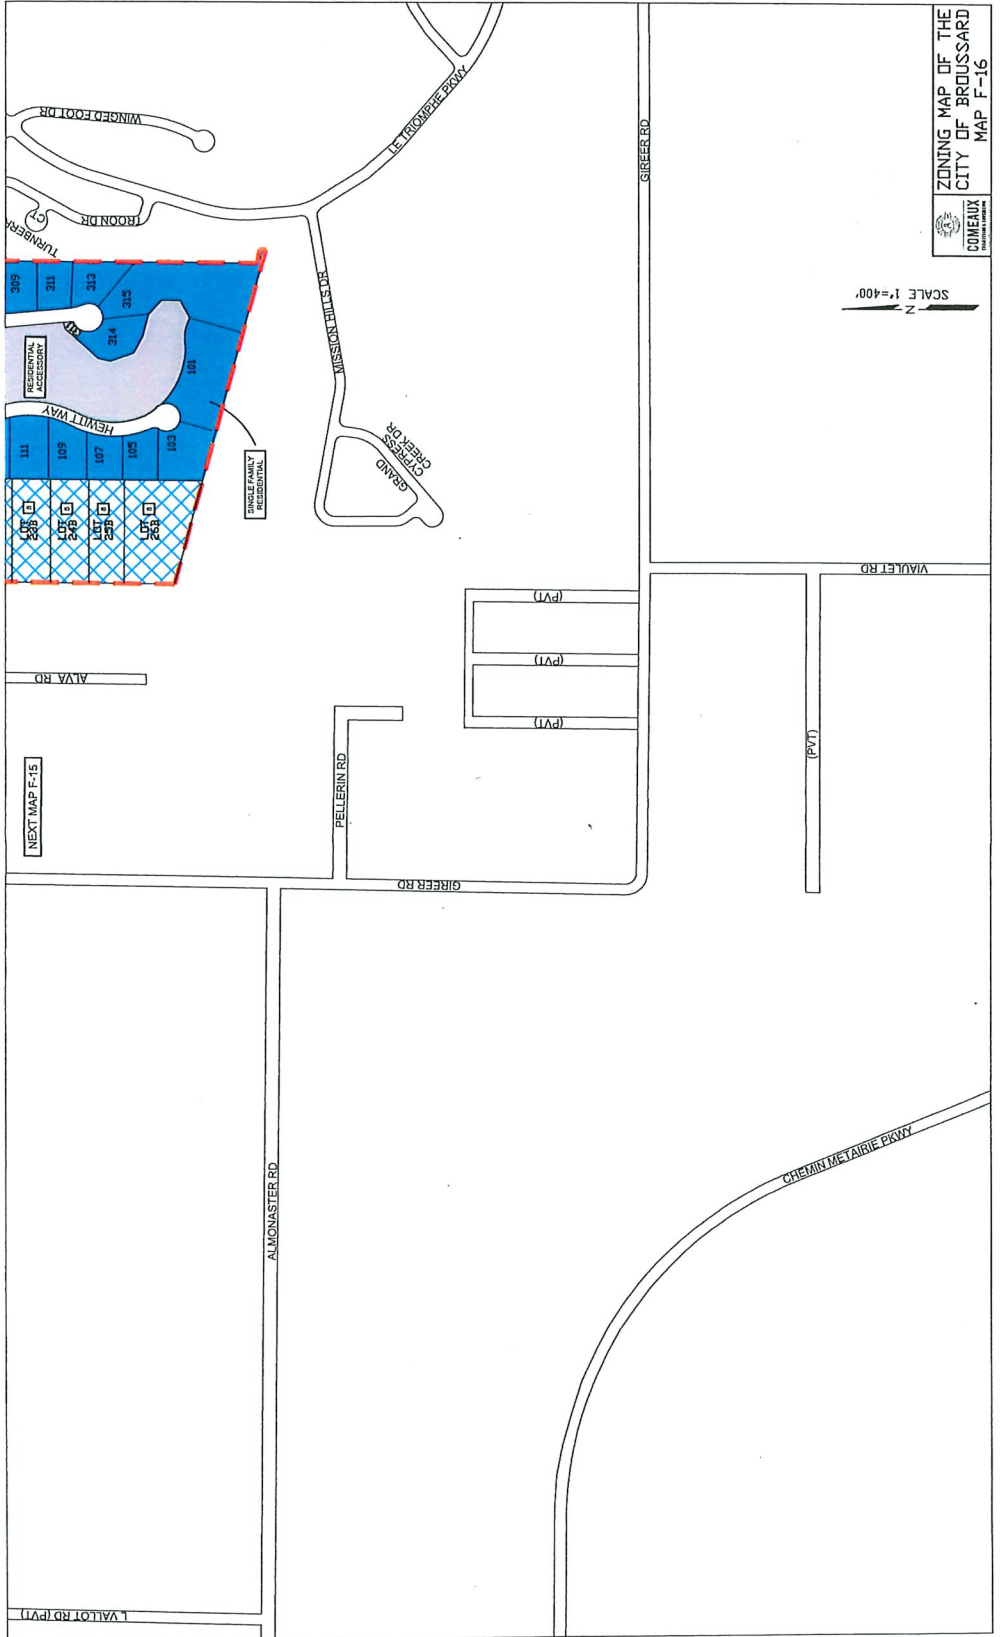 ZONING MAP OF THE
CITY OF BROUSSARD
MAP F-16
COMEAUX
SCALE 1"=400'
N
WINGED FOOT DR
LE TRIOMPHE PKWY
GIREER RD
TROON DR
CT
TURNBERR
309
311
313
315
314
101
RESIDENTIAL
ACCESSORY
HEWITT WAY
111
109
107
105
103
SINGLE FAMILY
RESIDENTIAL
LOT
23B
B
LOT
24B
B
LOT
25B
B
LOT
26B
B
MISSION HILLS DR
GRAND
CYPRESS
CREEK DR
VIAULET RD
(PVT)
(PVT)
(PVT)
(PVT)
ALVA RD
NEXT MAP F-15
PELLERIN RD
GIREER RD
ALMONASTER RD
CHEMIN METAIRIE PKWY
L VALLOT RD (PVT)